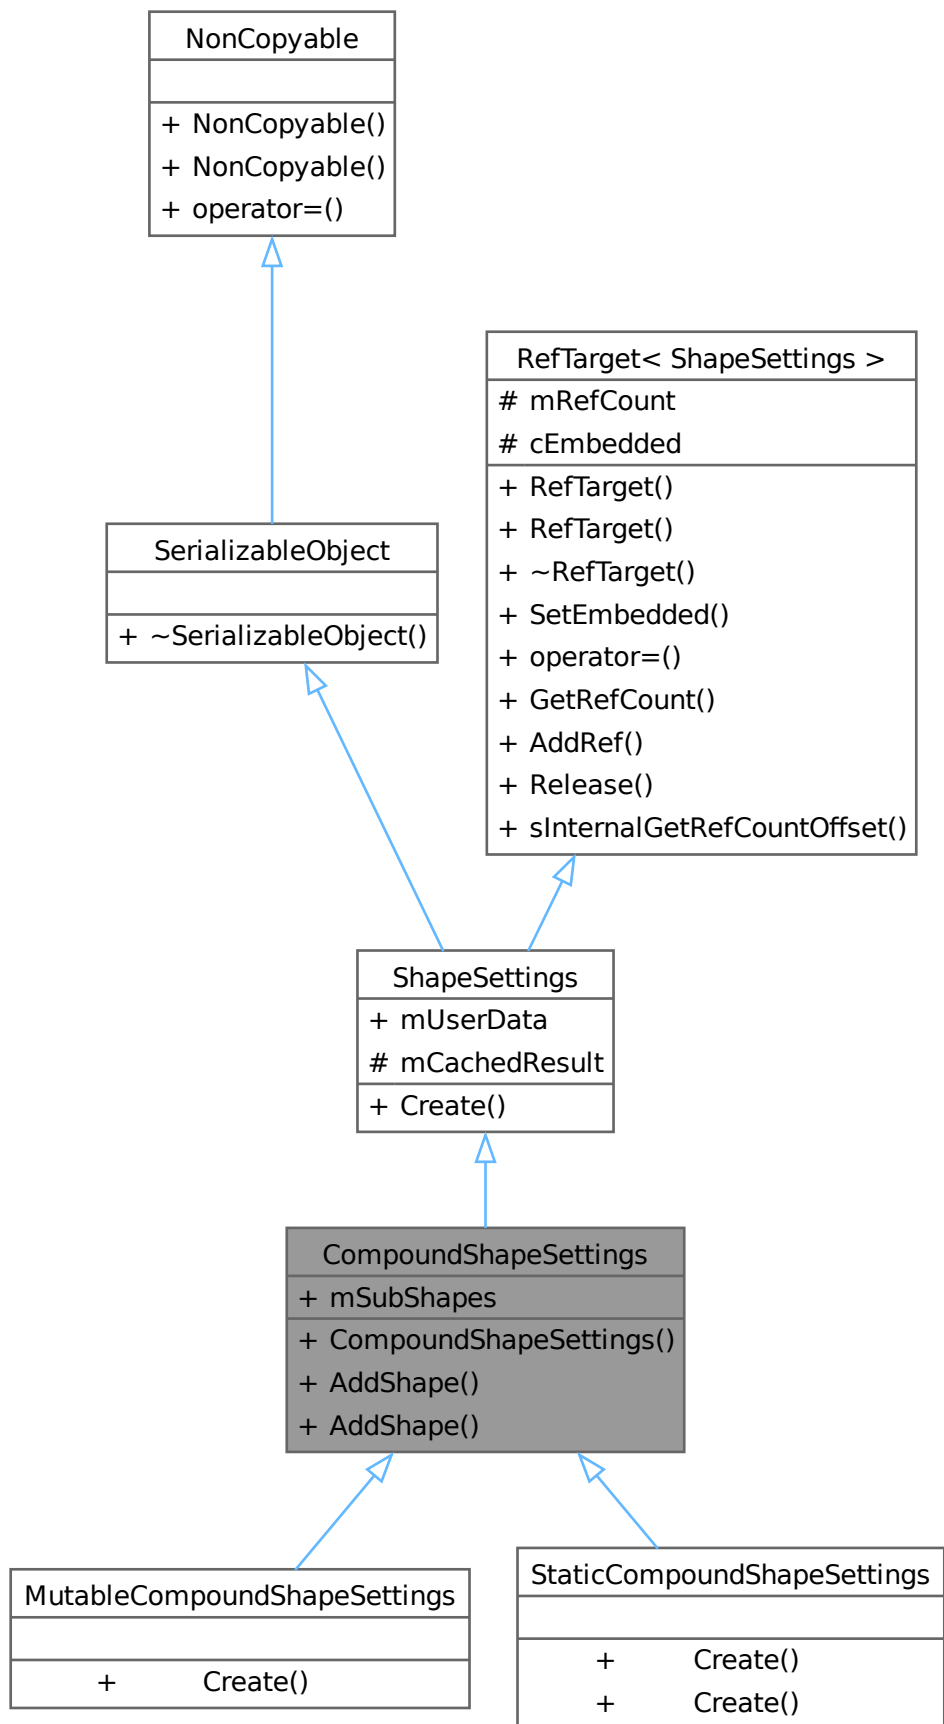 NonCopyable
+ NonCopyable()
+ NonCopyable()
+ operator=()
RefTarget< ShapeSettings >
# mRefCount
# cEmbedded
+ RefTarget()
+ RefTarget()
+ ~RefTarget()
+ SetEmbedded()
+ operator=()
+ GetRefCount()
+ AddRef()
+ Release()
+ sInternalGetRefCountOffset()
SerializableObject
+ ~SerializableObject()
ShapeSettings
+ mUserData
# mCachedResult
+ Create()
CompoundShapeSettings
+ mSubShapes
+ CompoundShapeSettings()
+ AddShape()
+ AddShape()
MutableCompoundShapeSettings
+ Create()
StaticCompoundShapeSettings
+ Create()
+ Create()